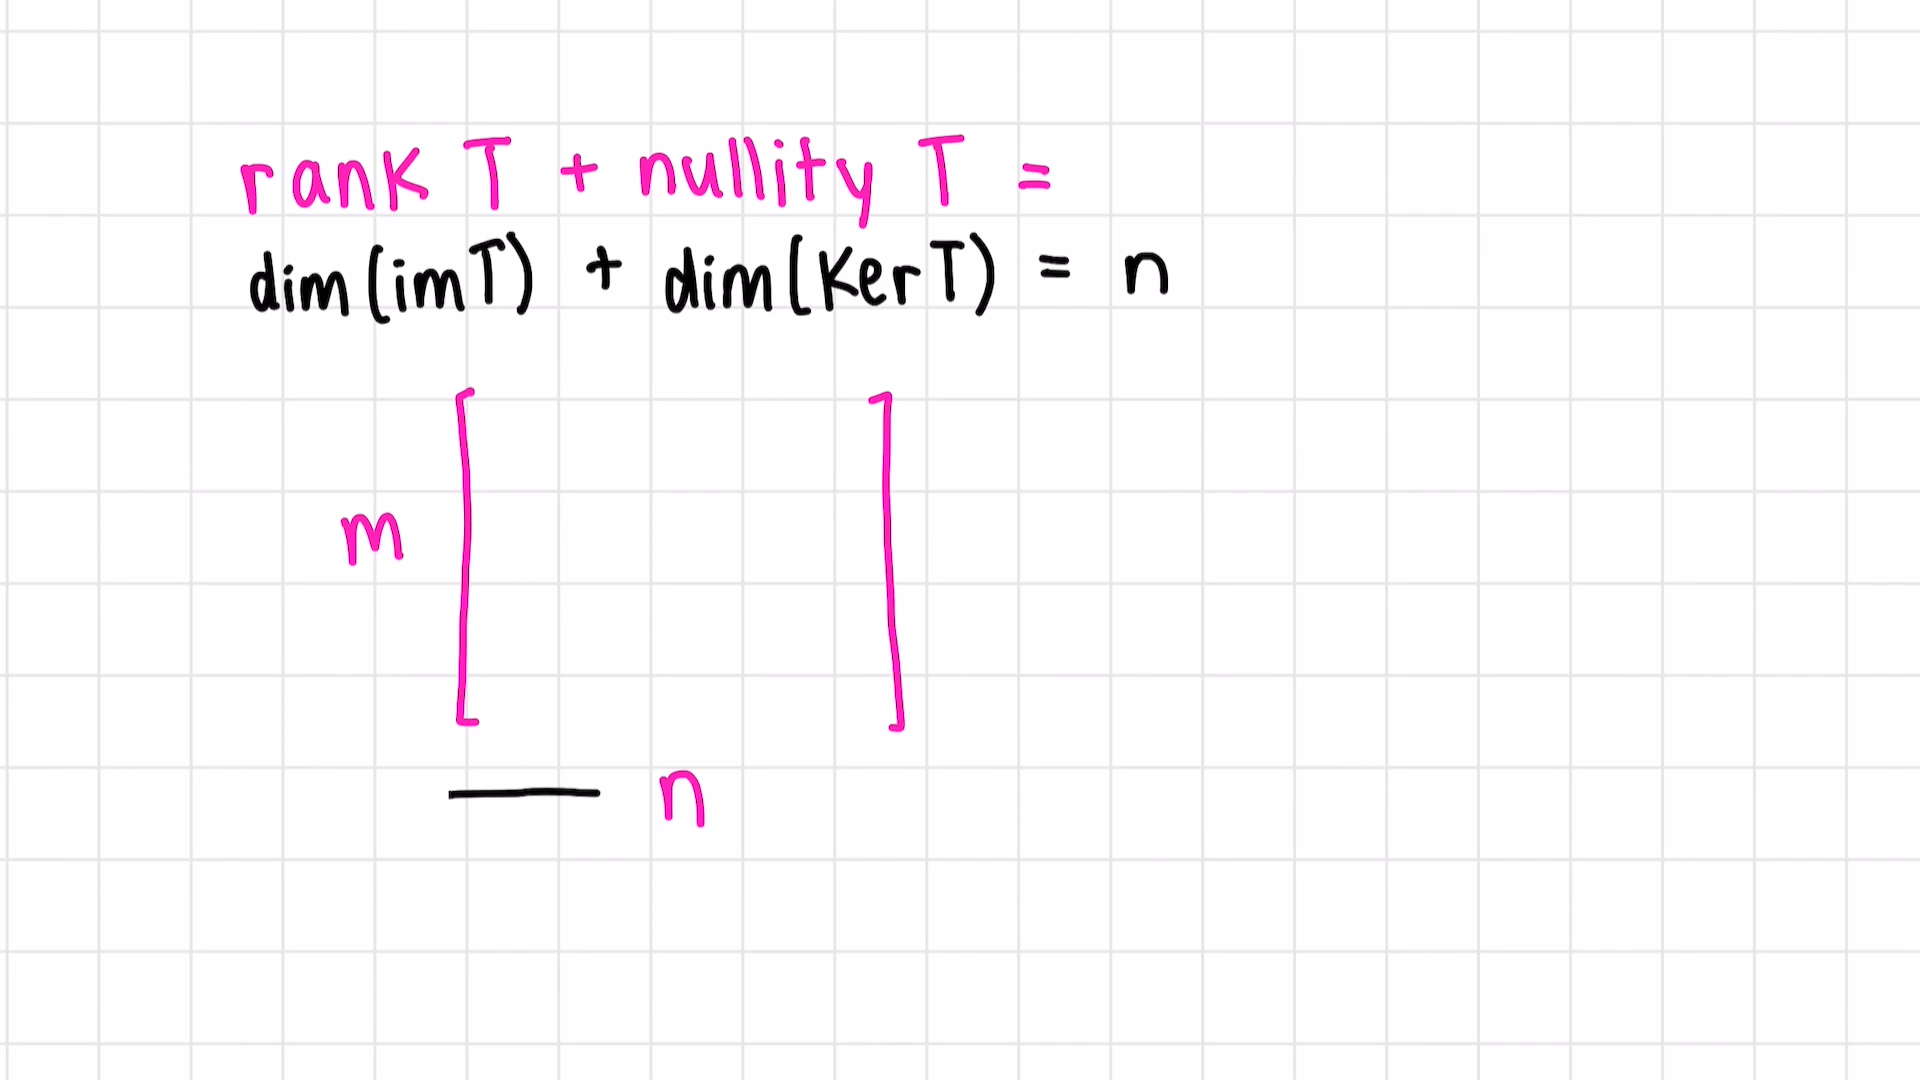 rank T + nullity T =
dim(imT) + dim(KerT) = n
m
n